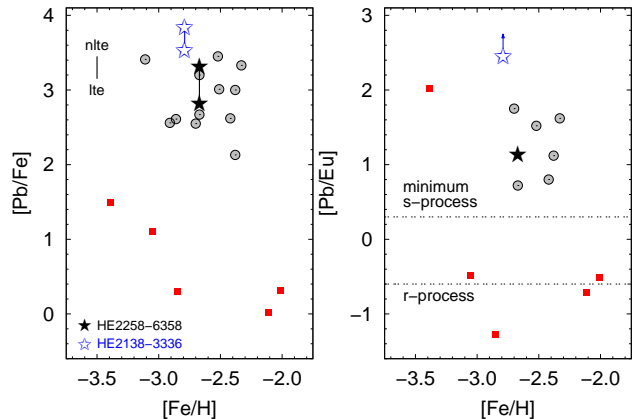 [Pb/Fe]
4
3
2
1
0
nlte
lte
HE2258−6358
HE2138−3336
−3.5
−3.0
−2.5
−2.0
[Fe/H]
[Pb/Eu]
3
2
1
0
−1
minimum
s−process
r−process
−3.5
−3.0
−2.5
−2.0
[Fe/H]